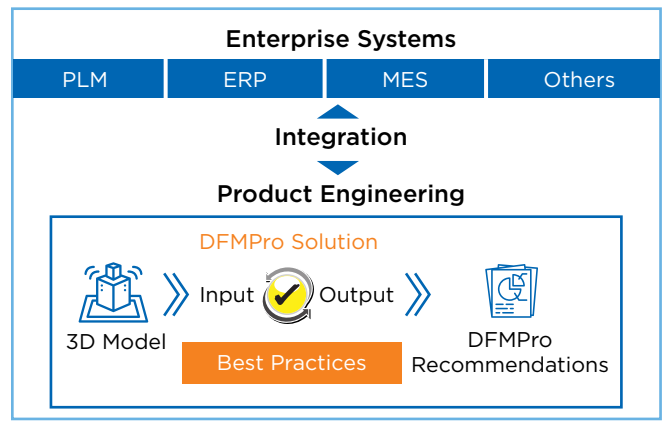 Enterprise Systems
PLM ERP MES Others
Integration
Product Engineering
DFMPro Solution
Input Output
3D Model
DFMPro
Recommendations
Best Practices